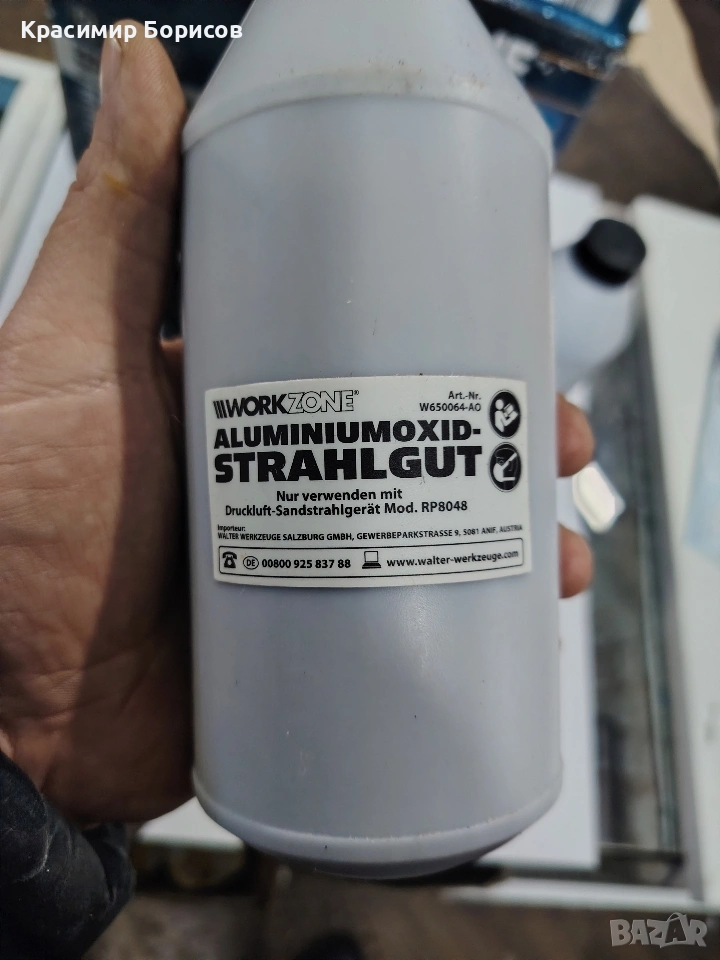 Красимир Борисов
WORKZONE®
Art.-Nr.
W650064-AO
ALUMINIUMOXID-
STRAHLGUT
Nur verwenden mit
Druckluft-Sandstrahlgerät Mod. RP8048
Importeur:
WALTER WERKZEUGE SALZBURG GMBH, GEWERBEPARKSTRASSE 9, 5081 ANIF, AUSTRIA
DE 00800 925 837 88 www.walter-werkzeuge.com
BAZAR